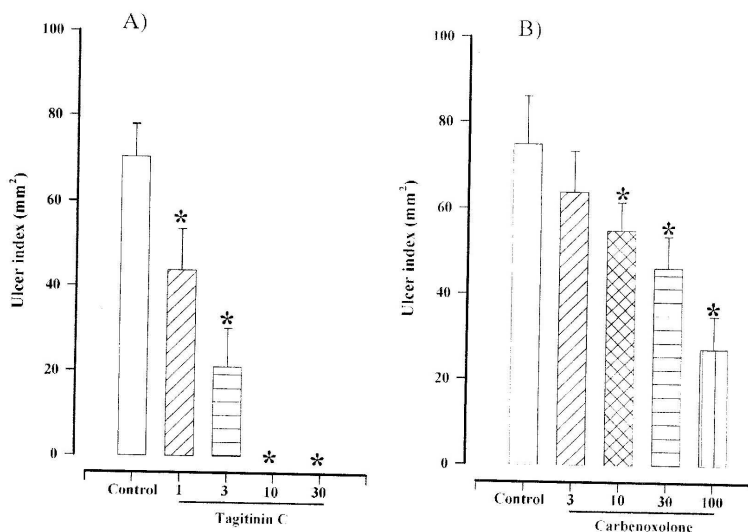 A)
100
80
60
40
20
0
Ulcer index (mm²)
* * * *
Control 1 3 10 30
Tagitinin C
B)
100
80
60
40
20
0
Ulcer index (mm²)
* * *
Control 3 10 30 100
Carbenoxolone